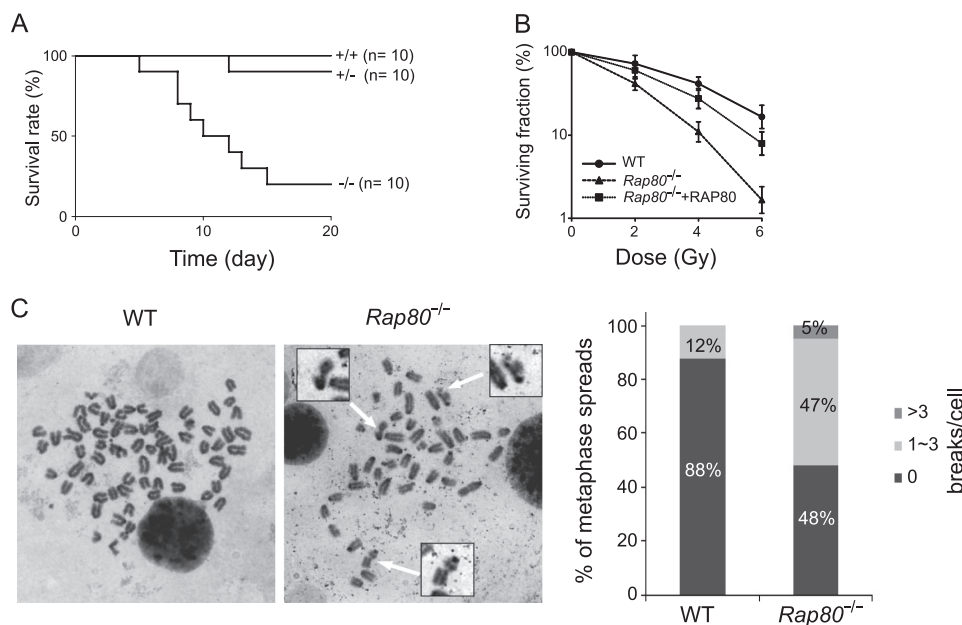 A
Survival rate (%)
100
50
0
0
10
20
Time (day)
+/+ (n= 10)
+/- (n= 10)
-/- (n= 10)
B
Surviving fraction (%)
100
10
1
0
2
4
6
Dose (Gy)
WT
Rap80⁻/⁻
Rap80⁻/⁻+RAP80
C
WT
Rap80⁻/⁻
% of metaphase spreads
100
80
60
40
20
0
12%
88%
5%
47%
48%
WT
Rap80⁻/⁻
>3
1~3
0
breaks/cell